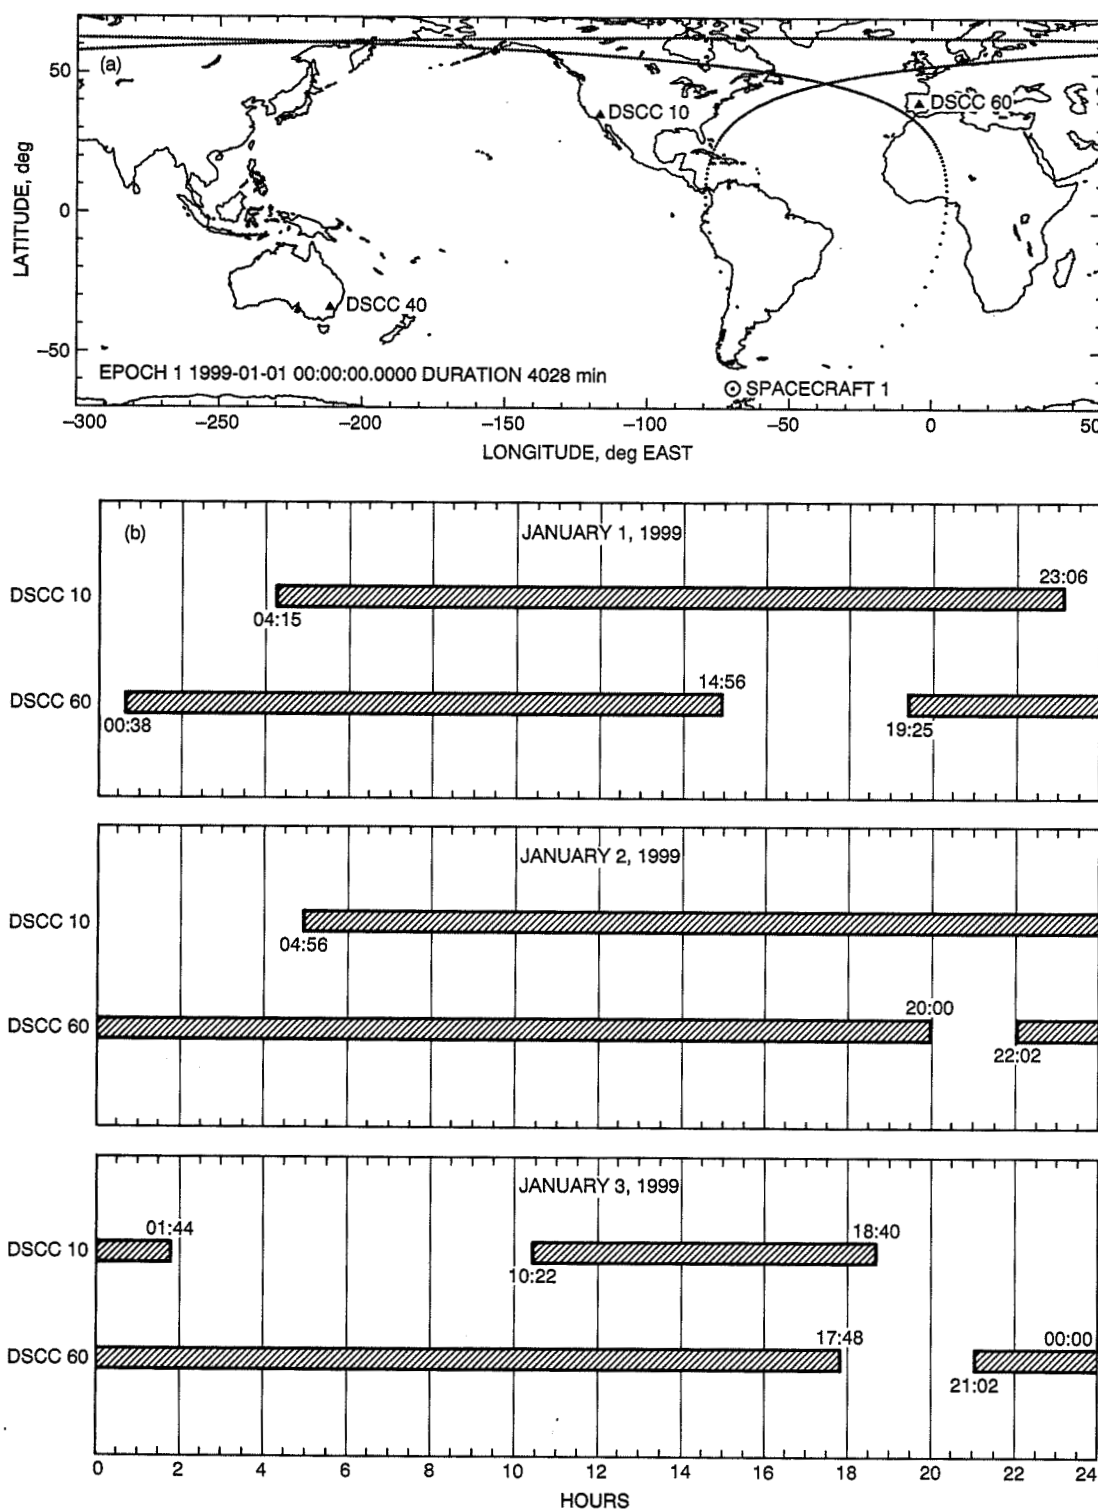 (a)
50
DSCC 10
DSCC 60
LATITUDE, deg
0
DSCC 40
−50
EPOCH 1 1999-01-01 00:00:00.0000 DURATION 4028 min
SPACECRAFT 1
−300 −250 −200 −150 −100 −50 0 50
LONGITUDE, deg EAST
(b)
JANUARY 1, 1999
23:06
DSCC 10
04:15
14:56
DSCC 60
00:38
19:25
JANUARY 2, 1999
DSCC 10
04:56
20:00
DSCC 60
22:02
JANUARY 3, 1999
01:44
18:40
DSCC 10
10:22
17:48
00:00
DSCC 60
21:02
0 2 4 6 8 10 12 14 16 18 20 22 24
HOURS